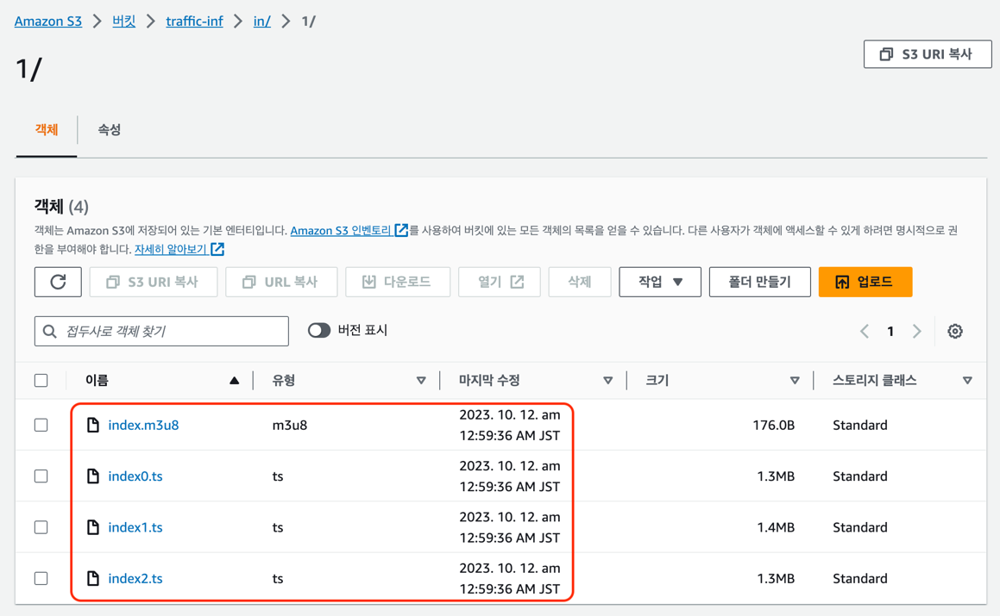 Amazon S3 > 버킷 > traffic-inf > in/ > 1/
1/
S3 URI 복사
객체 속성
객체 (4)
객체는 Amazon S3에 저장되어 있는 기본 엔터티입니다. Amazon S3 인벤토리 를 사용하여 버킷에 있는 모든 객체의 목록을 얻을 수 있습니다. 다른 사용자가 객체에 액세스할 수 있게 하려면 명시적으로 권
한을 부여해야 합니다. 자세히 알아보기
S3 URI 복사 URL 복사 다운로드 열기 삭제 작업 폴더 만들기 업로드
접두사로 객체 찾기 버전 표시 1
이름 유형 마지막 수정 크기 스토리지 클래스
index.m3u8 m3u8 2023. 10. 12. am 12:59:36 AM JST 176.0B Standard
index0.ts ts 2023. 10. 12. am 12:59:36 AM JST 1.3MB Standard
index1.ts ts 2023. 10. 12. am 12:59:36 AM JST 1.4MB Standard
index2.ts ts 2023. 10. 12. am 12:59:36 AM JST 1.3MB Standard